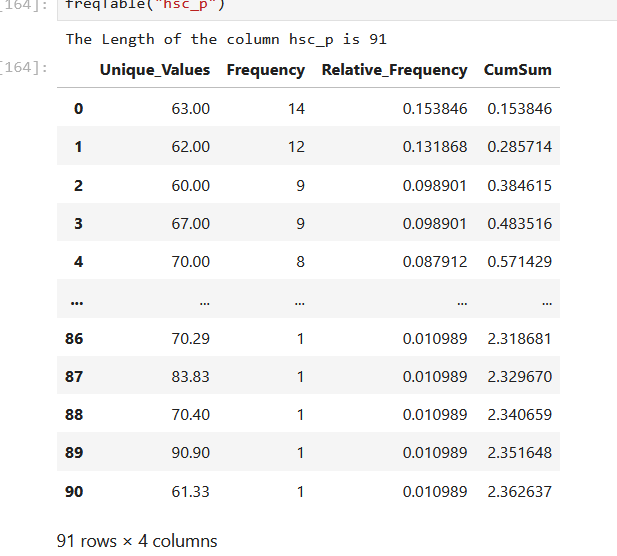 [164]: freqTable("hsc_p")
The Length of the column hsc_p is 91
[164]:
Unique_Values Frequency Relative_Frequency CumSum
0 63.00 14 0.153846 0.153846
1 62.00 12 0.131868 0.285714
2 60.00 9 0.098901 0.384615
3 67.00 9 0.098901 0.483516
4 70.00 8 0.087912 0.571429
... ... ... ... ...
86 70.29 1 0.010989 2.318681
87 83.83 1 0.010989 2.329670
88 70.40 1 0.010989 2.340659
89 90.90 1 0.010989 2.351648
90 61.33 1 0.010989 2.362637
91 rows × 4 columns